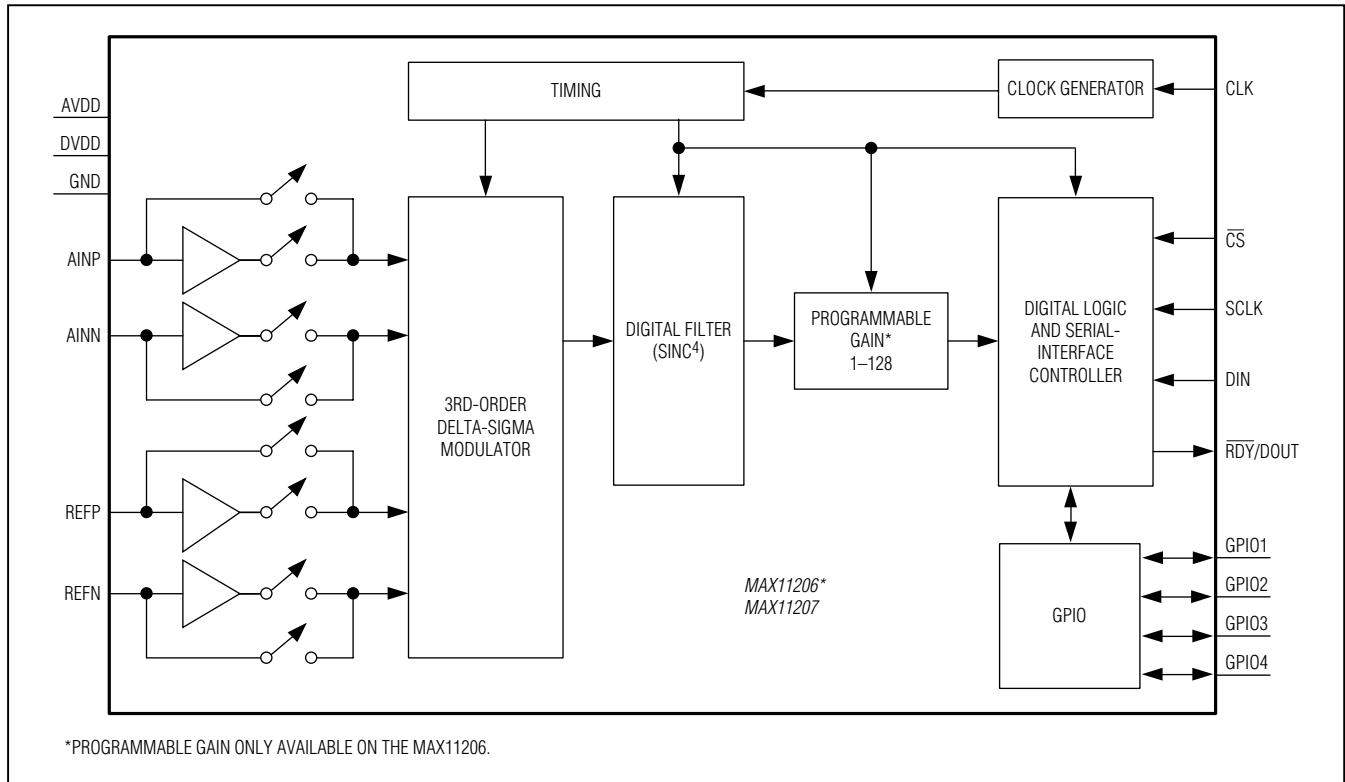 TIMING
CLOCK GENERATOR
CLK
AVDD
DVDD
GND
AINP
AINN
REFP
REFN
3RD-ORDER
DELTA-SIGMA
MODULATOR
DIGITAL FILTER
(SINC⁴)
PROGRAMMABLE
GAIN*
1–128
DIGITAL LOGIC
AND SERIAL-
INTERFACE
CONTROLLER
C̅S̅
SCLK
DIN
R̅D̅Y̅/DOUT
GPIO
GPIO1
GPIO2
GPIO3
GPIO4
MAX11206*
MAX11207
*PROGRAMMABLE GAIN ONLY AVAILABLE ON THE MAX11206.